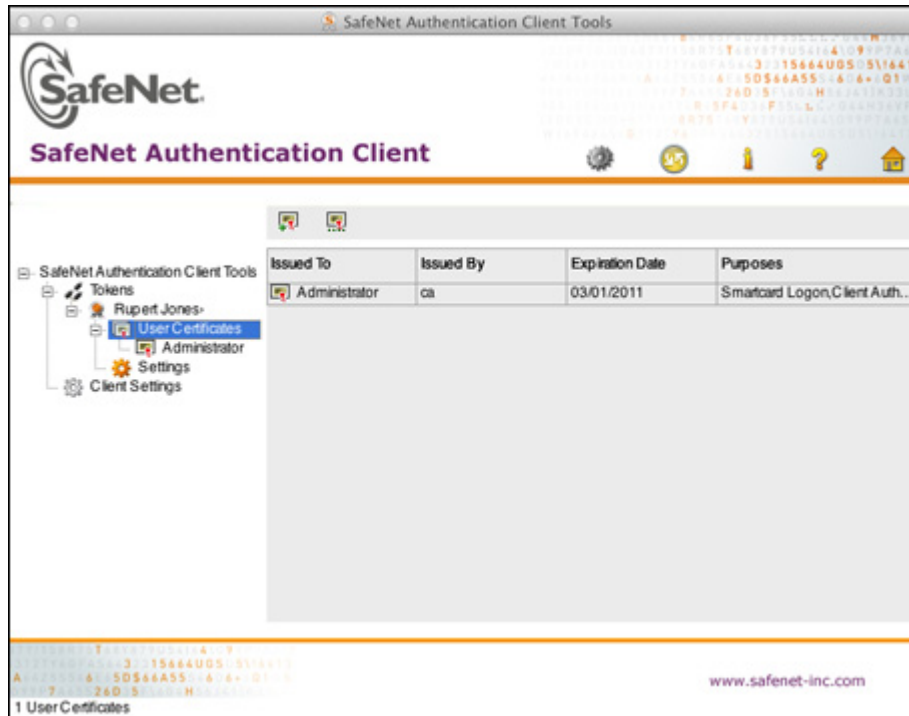 SafeNet Authentication Client Tools
SafeNet.
SafeNet Authentication Client
Issued To Issued By Expiration Date Purposes
Administrator ca 03/01/2011 Smartcard Logon,Client Auth...
SafeNet Authentication Client Tools
Tokens
Rupert Jones
User Certificates
Administrator
Settings
Client Settings
www.safenet-inc.com
1 User Certificates